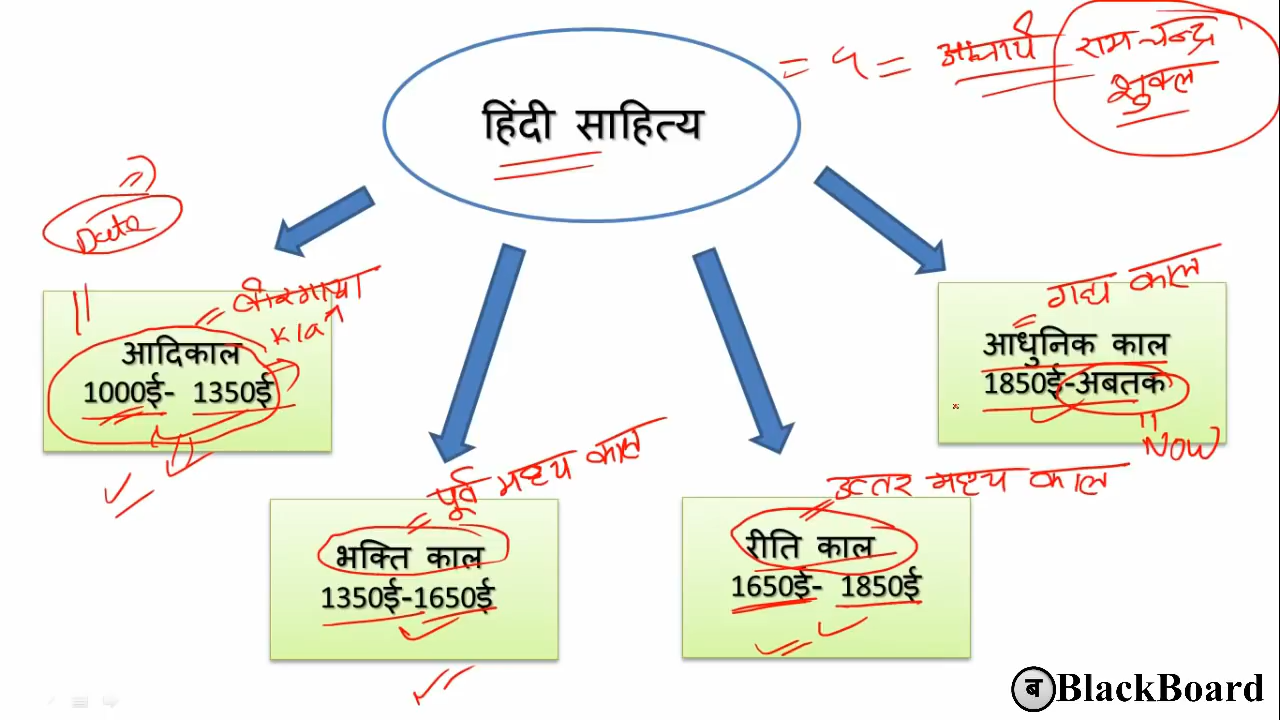 = ५ = आचार्य रामचन्द्र
शुक्ल
हिंदी साहित्य
Date
वीरगाथा
काल
आदिकाल
1000ई- 1350ई
गद्य काल
आधुनिक काल
1850ई-अबतक
Now
पूर्व मध्य काल
भक्ति काल
1350ई-1650ई
उत्तर मध्य काल
रीति काल
1650ई- 1850ई
ब BlackBoard